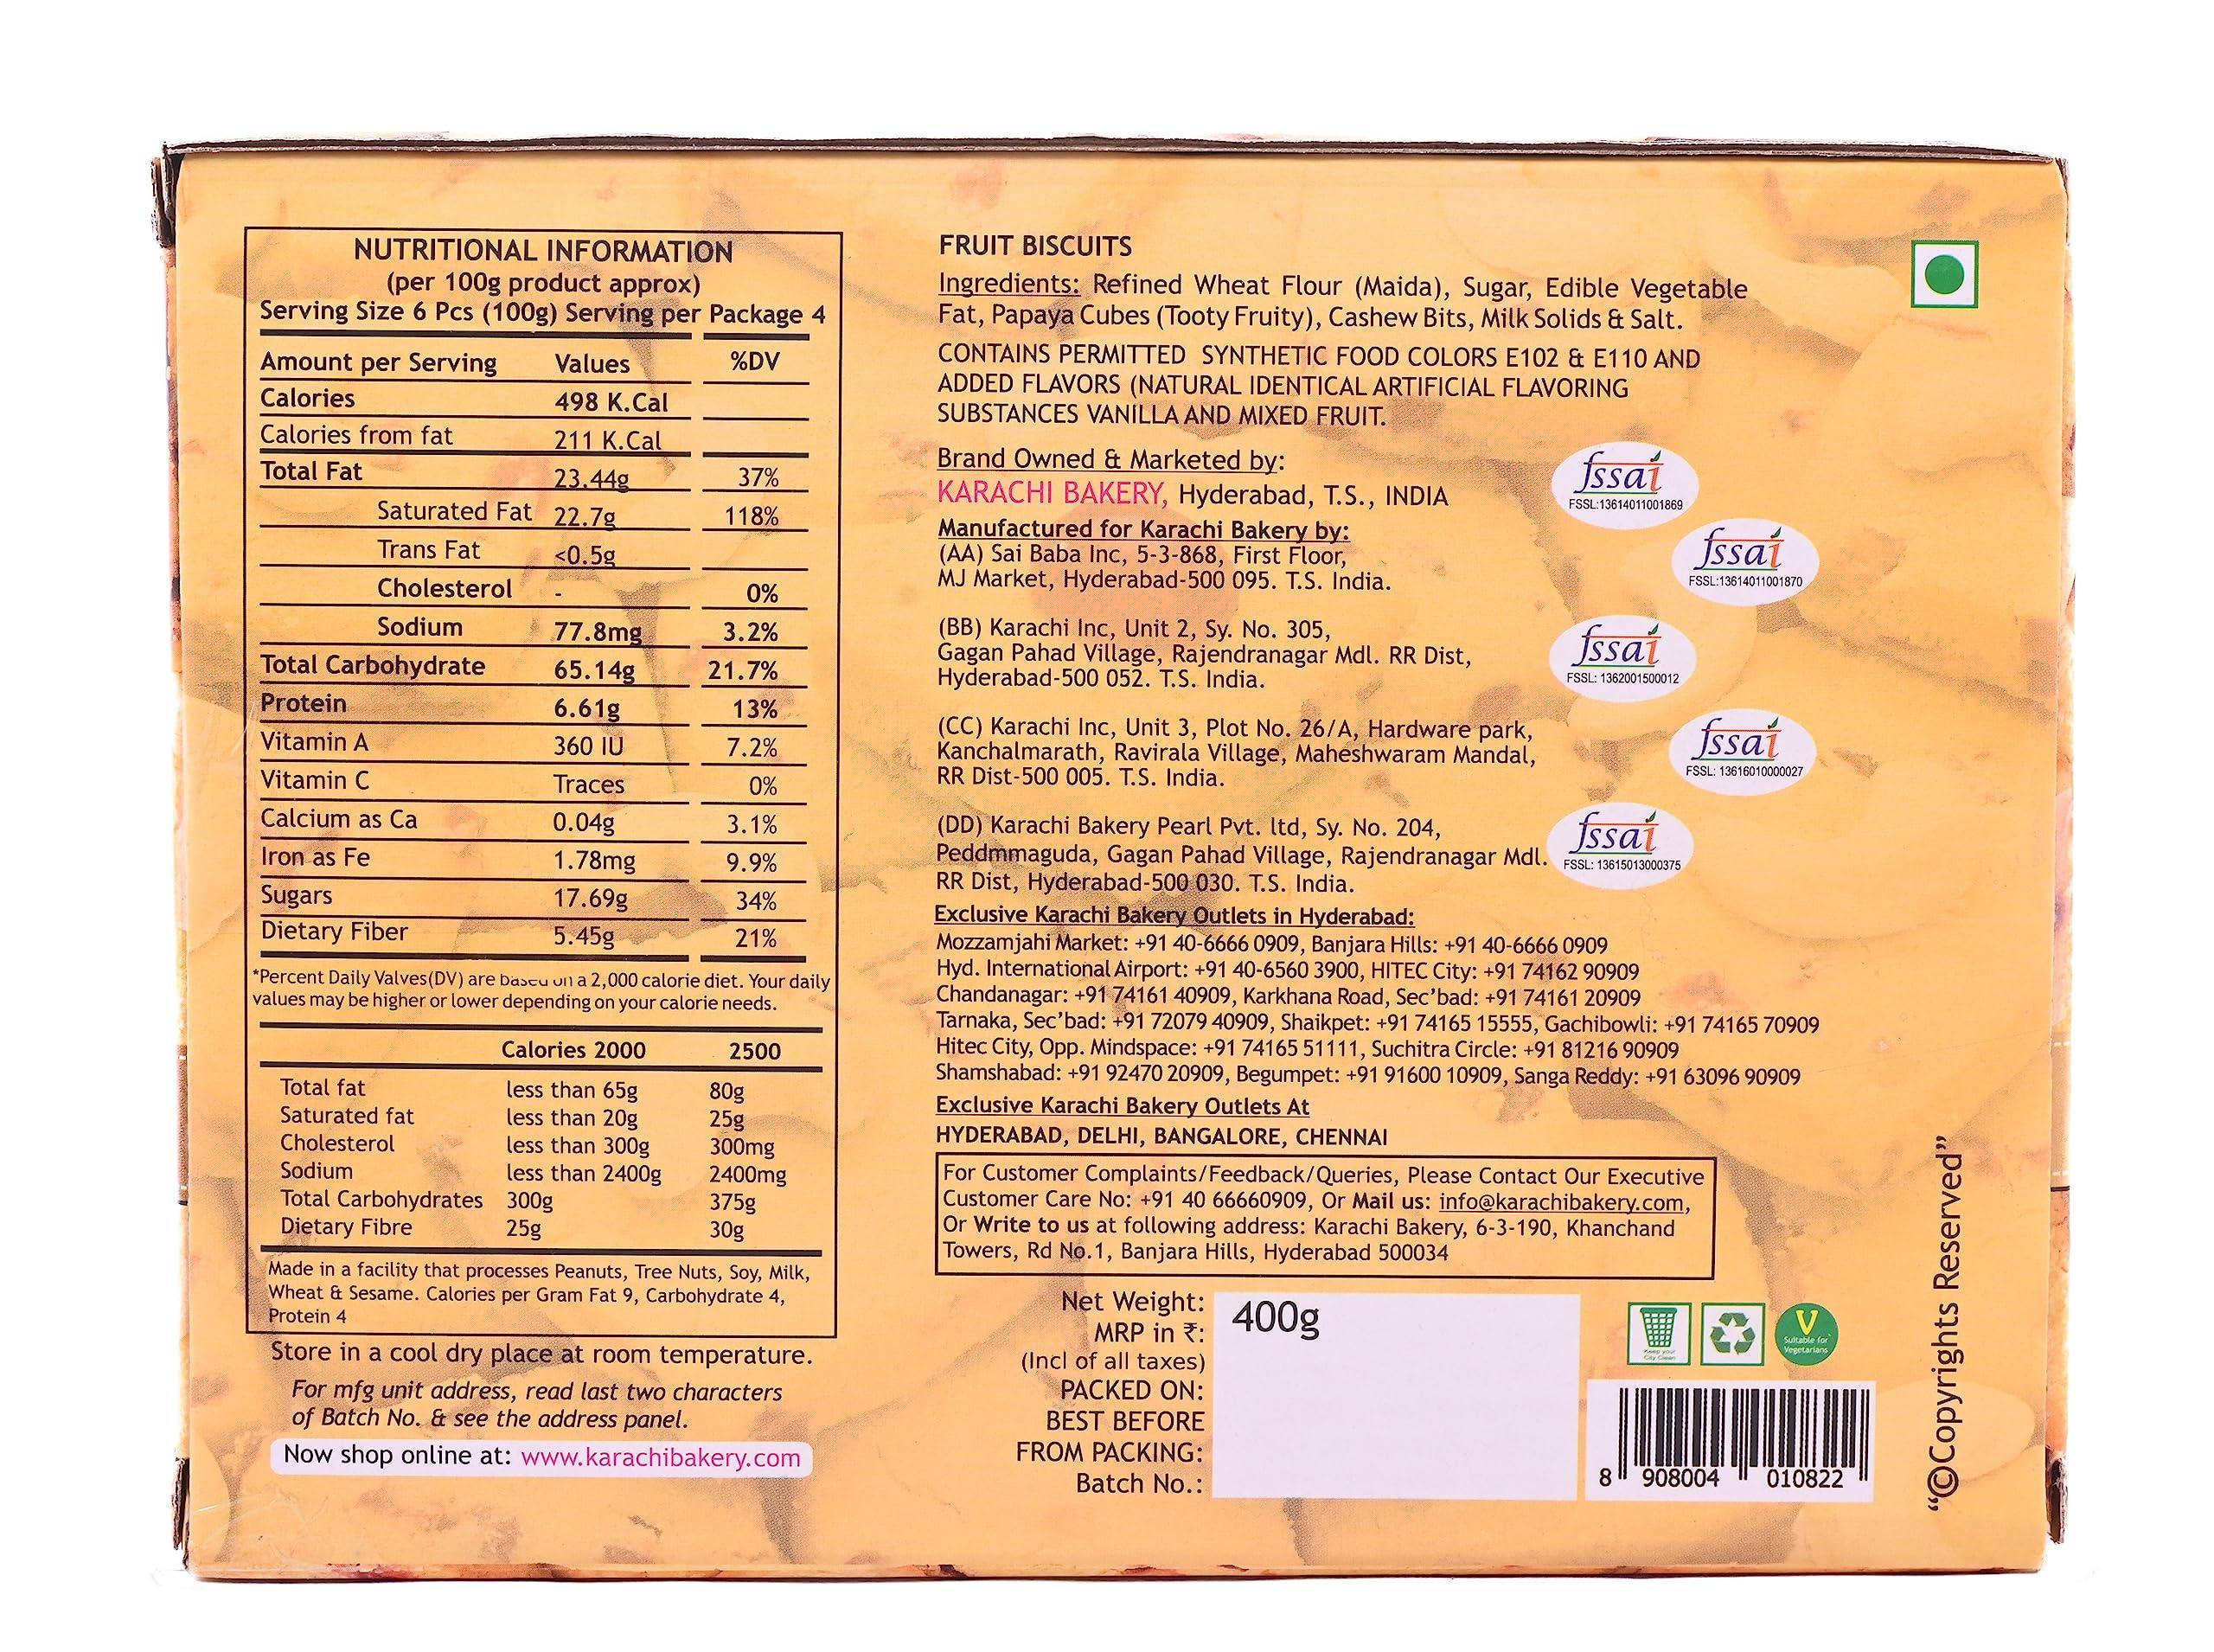 NUTRITIONAL INFORMATION
(per 100g product approx)
Serving Size 6 Pcs (100g) Serving per Package 4
Amount per Serving Values %DV
Calories 498 K.Cal
Calories from fat 211 K.Cal
Total Fat 23.44g 37%
Saturated Fat 22.7g 118%
Trans Fat <0.5g
Cholesterol - 0%
Sodium 77.8mg 3.2%
Total Carbohydrate 65.14g 21.7%
Protein 6.61g 13%
Vitamin A 360 IU 7.2%
Vitamin C Traces 0%
Calcium as Ca 0.04g 3.1%
Iron as Fe 1.78mg 9.9%
Sugars 17.69g 34%
Dietary Fiber 5.45g 21%
*Percent Daily Valves(DV) are based on a 2,000 calorie diet. Your daily
values may be higher or lower depending on your calorie needs.
Calories 2000 2500
Total fat less than 65g 80g
Saturated fat less than 20g 25g
Cholesterol less than 300g 300mg
Sodium less than 2400g 2400mg
Total Carbohydrates 300g 375g
Dietary Fibre 25g 30g
Made in a facility that processes Peanuts, Tree Nuts, Soy, Milk,
Wheat & Sesame. Calories per Gram Fat 9, Carbohydrate 4,
Protein 4
Store in a cool dry place at room temperature.
For mfg unit address, read last two characters
of Batch No. & see the address panel.
Now shop online at: www.karachibakery.com
FRUIT BISCUITS
Ingredients: Refined Wheat Flour (Maida), Sugar, Edible Vegetable
Fat, Papaya Cubes (Tooty Fruity), Cashew Bits, Milk Solids & Salt.
CONTAINS PERMITTED SYNTHETIC FOOD COLORS E102 & E110 AND
ADDED FLAVORS (NATURAL IDENTICAL ARTIFICIAL FLAVORING
SUBSTANCES VANILLA AND MIXED FRUIT.
Brand Owned & Marketed by:
KARACHI BAKERY, Hyderabad, T.S., INDIA
fssai
FSSL:13614011001869
Manufactured for Karachi Bakery by:
(AA) Sai Baba Inc, 5-3-868, First Floor,
MJ Market, Hyderabad-500 095. T.S. India.
fssai
FSSL:13614011001870
(BB) Karachi Inc, Unit 2, Sy. No. 305,
Gagan Pahad Village, Rajendranagar Mdl. RR Dist,
Hyderabad-500 052. T.S. India.
fssai
FSSL: 1362001500012
(CC) Karachi Inc, Unit 3, Plot No. 26/A, Hardware park,
Kanchalmarath, Ravirala Village, Maheshwaram Mandal,
RR Dist-500 005. T.S. India.
fssai
FSSL: 13616010000027
(DD) Karachi Bakery Pearl Pvt. ltd, Sy. No. 204,
Peddmmaguda, Gagan Pahad Village, Rajendranagar Mdl.
RR Dist, Hyderabad-500 030. T.S. India.
fssai
FSSL: 13615013000375
Exclusive Karachi Bakery Outlets in Hyderabad:
Mozzamjahi Market: +91 40-6666 0909, Banjara Hills: +91 40-6666 0909
Hyd. International Airport: +91 40-6560 3900, HITEC City: +91 74162 90909
Chandanagar: +91 74161 40909, Karkhana Road, Sec'bad: +91 74161 20909
Tarnaka, Sec'bad: +91 72079 40909, Shaikpet: +91 74165 15555, Gachibowli: +91 74165 70909
Hitec City, Opp. Mindspace: +91 74165 51111, Suchitra Circle: +91 81216 90909
Shamshabad: +91 92470 20909, Begumpet: +91 91600 10909, Sanga Reddy: +91 63096 90909
Exclusive Karachi Bakery Outlets At
HYDERABAD, DELHI, BANGALORE, CHENNAI
For Customer Complaints/Feedback/Queries, Please Contact Our Executive
Customer Care No: +91 40 66660909, Or Mail us: info@karachibakery.com,
Or Write to us at following address: Karachi Bakery, 6-3-190, Khanchand
Towers, Rd No.1, Banjara Hills, Hyderabad 500034
Net Weight: 400g
MRP in ₹:
(Incl of all taxes)
PACKED ON:
BEST BEFORE
FROM PACKING:
Batch No.:
Keep your
City Clean
V
Suitable for
Vegetarians
8 908004 010822
"©Copyrights Reserved"